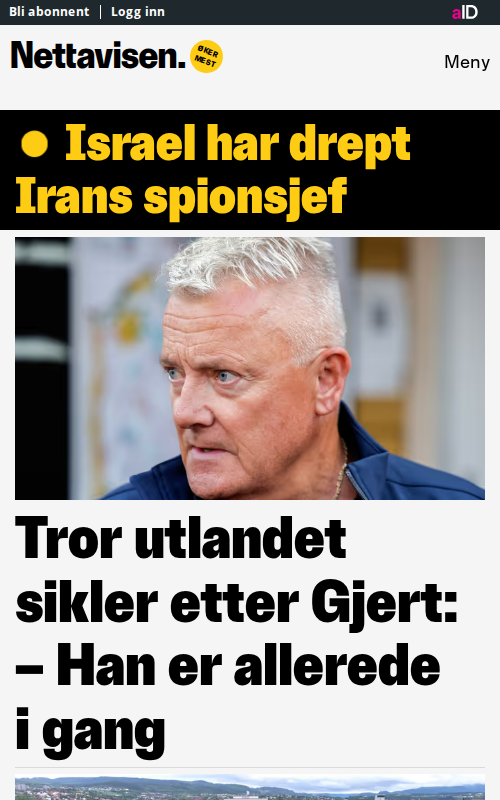 Bli abonnent | Logg inn
aID
Nettavisen.
ØKER
MEST
Meny
Israel har drept
Irans spionsjef
Tror utlandet
sikler etter Gjert:
– Han er allerede
i gang